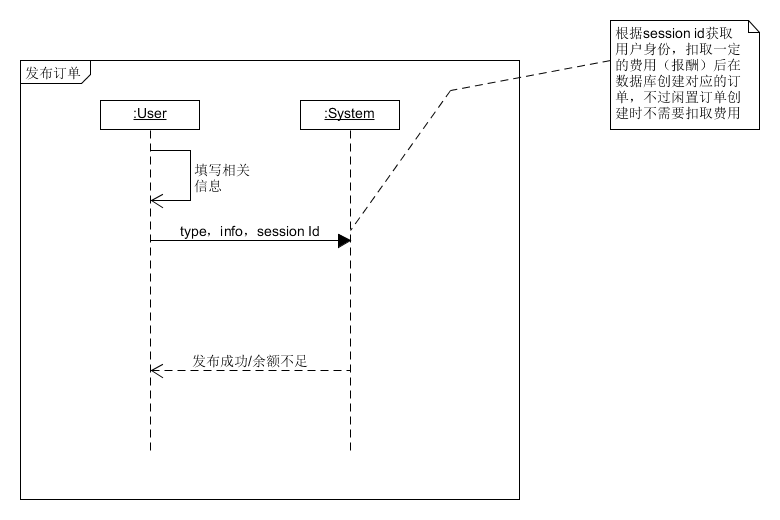 根据session id获取
用户身份，扣取一定
的费用（报酬）后在
数据库创建对应的订
单，不过闲置订单创
建时不需要扣取费用
发布订单
:User
:System
填写相关
信息
type，info，session Id
发布成功/余额不足